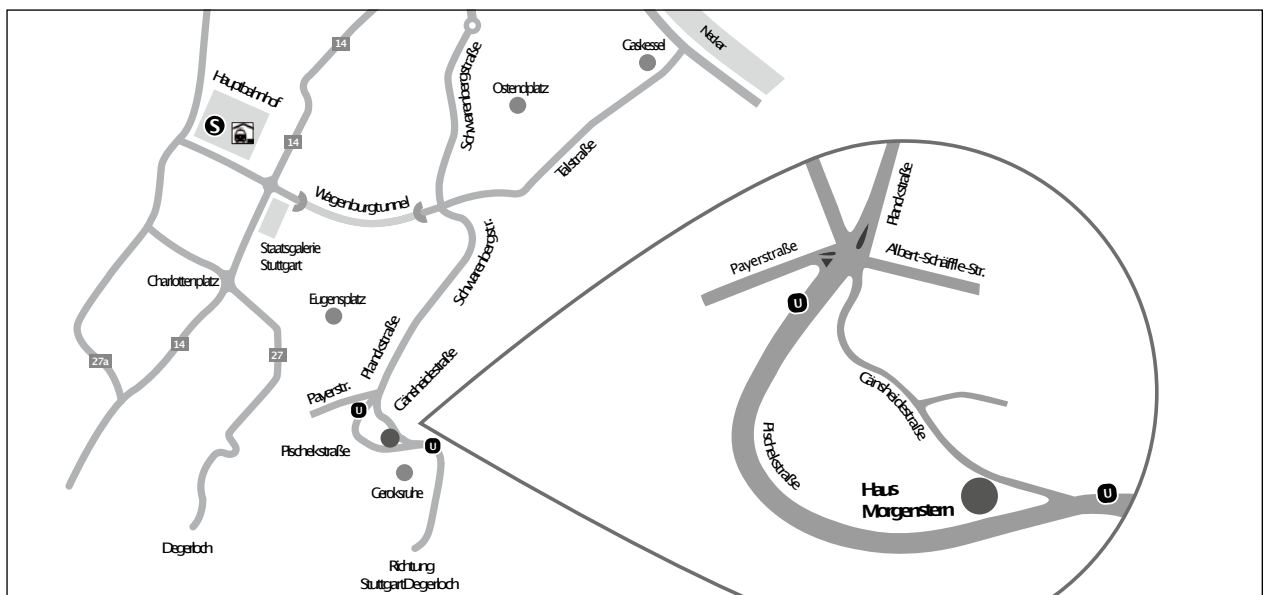 14
Neckar
Gaskessel
Schwarenbergstraße
Hauptbahnhof
Ostendplatz
S
14
Talstraße
Wagenburgtunnel
Staatsgalerie
Stuttgart
Schwarenbergstr.
Charlottenplatz
Eugensplatz
14
27
27a
Planckstraße
Gänsheidestraße
Payerstr.
U
Pischekstraße
U
Geroksruhe
Degerloch
Richtung
Stuttgart Degerloch
Planckstraße
Payerstraße
Albert-Schäffle-Str.
U
Gänsheidestraße
Pischekstraße
Haus
Morgenstern
U